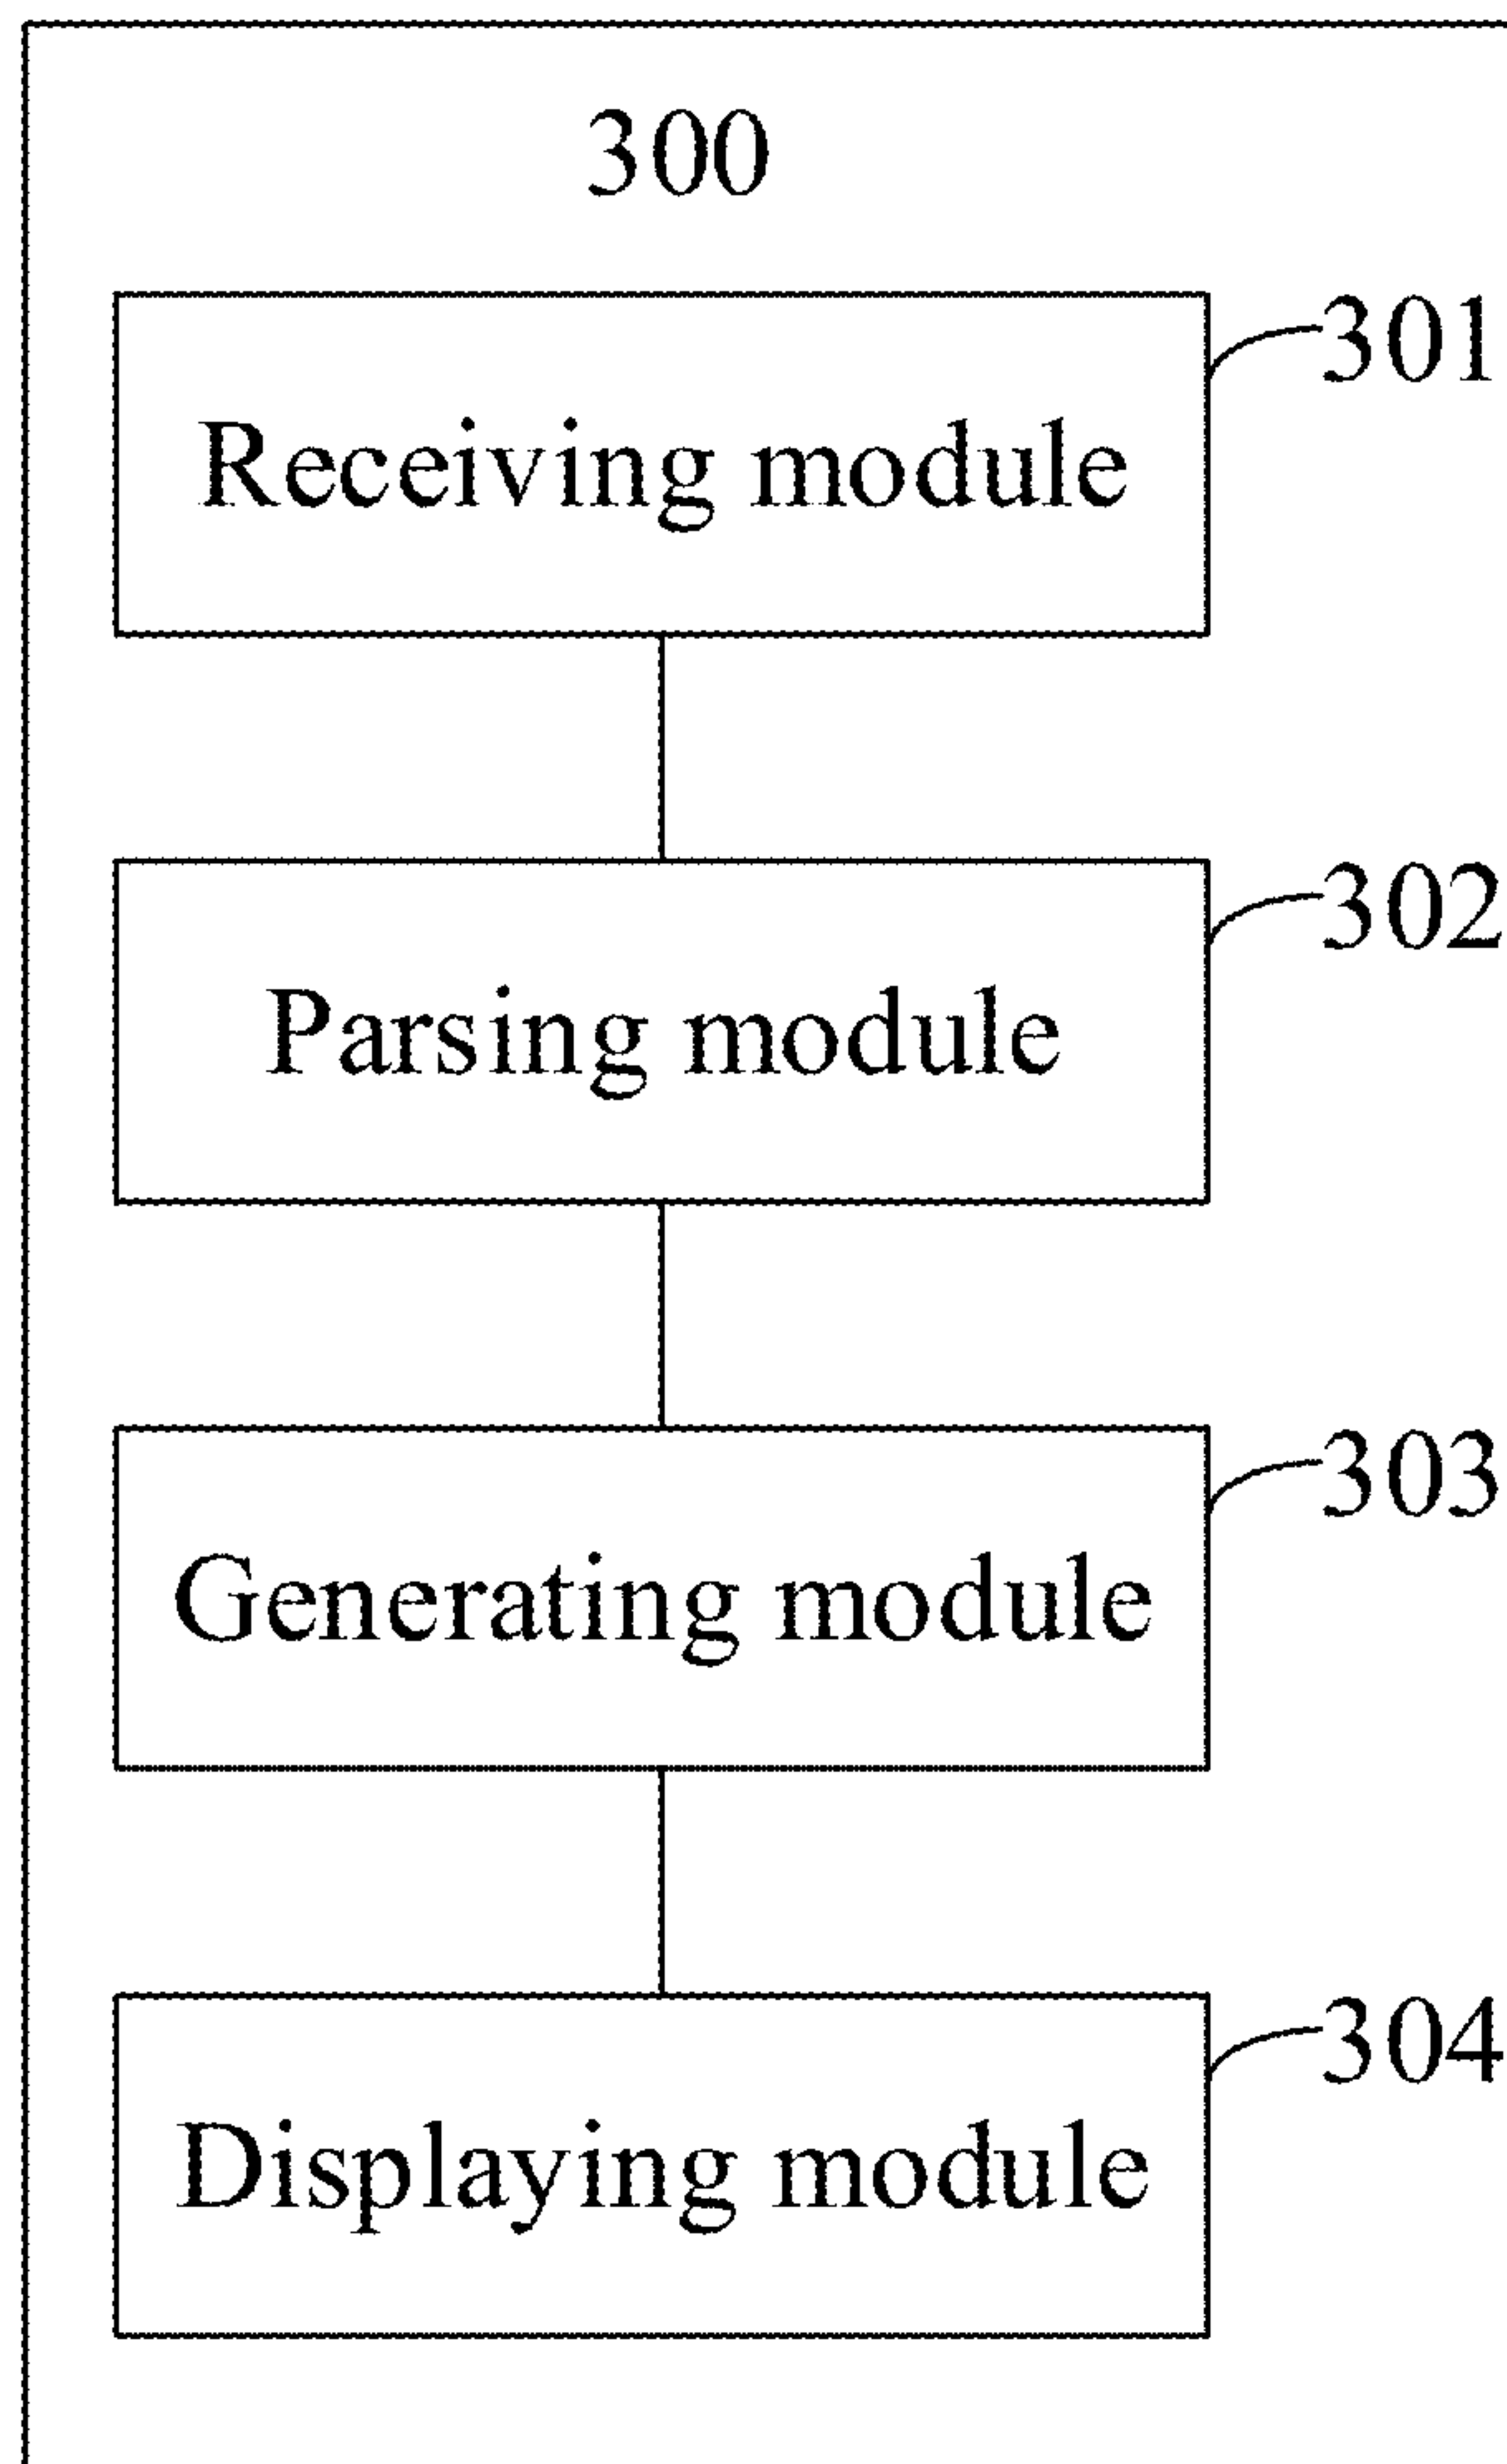 300
301
Receiving module
302
Parsing module
303
Generating module
304
Displaying module